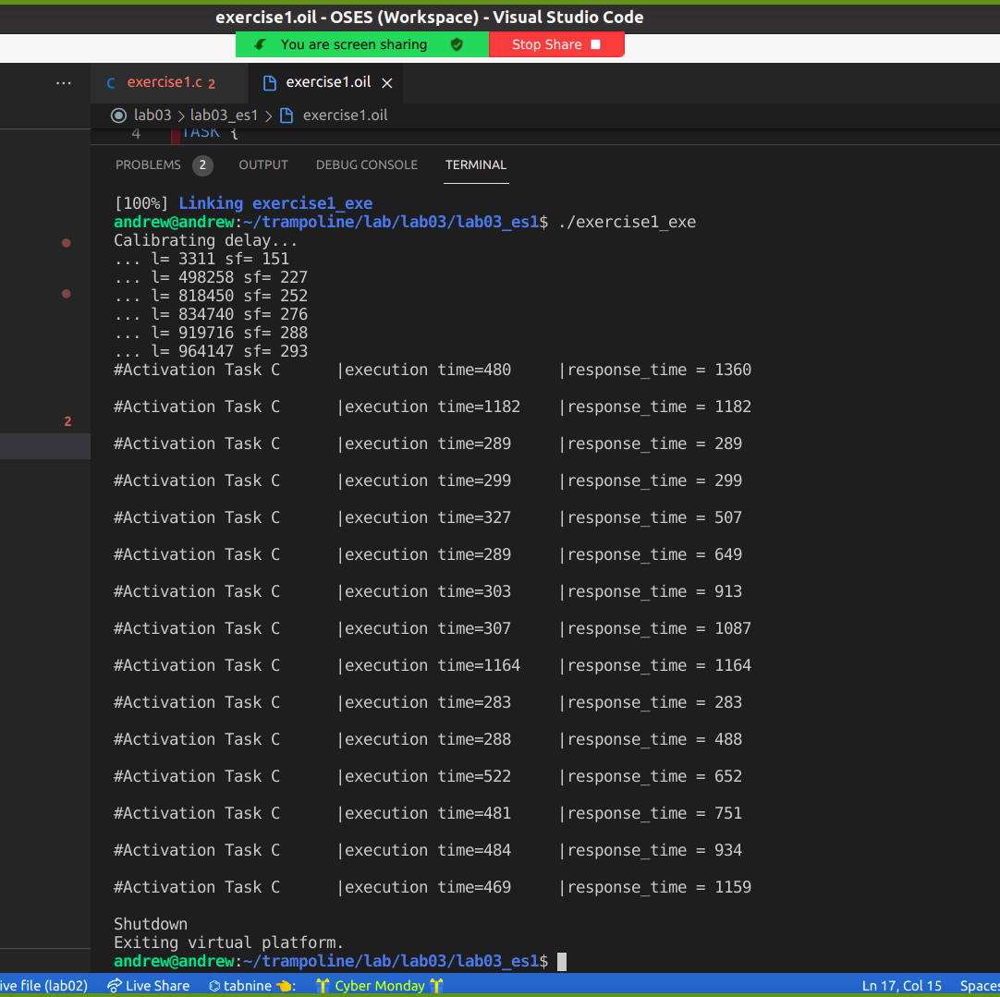 exercise1.oil - OSES (Workspace) - Visual Studio Code
You are screen sharing Stop Share
... C exercise1.c 2 exercise1.oil
lab03 > lab03_es1 > exercise1.oil
4 TASK {
PROBLEMS 2 OUTPUT DEBUG CONSOLE TERMINAL
[100%] Linking exercise1_exe
andrew@andrew:~/trampoline/lab/lab03/lab03_es1$ ./exercise1_exe
Calibrating delay...
... l= 3311 sf= 151
... l= 498258 sf= 227
... l= 818450 sf= 252
... l= 834740 sf= 276
... l= 919716 sf= 288
... l= 964147 sf= 293
#Activation Task C |execution time=480 |response_time = 1360
#Activation Task C |execution time=1182 |response_time = 1182
2
#Activation Task C |execution time=289 |response_time = 289
#Activation Task C |execution time=299 |response_time = 299
#Activation Task C |execution time=327 |response_time = 507
#Activation Task C |execution time=289 |response_time = 649
#Activation Task C |execution time=303 |response_time = 913
#Activation Task C |execution time=307 |response_time = 1087
#Activation Task C |execution time=1164 |response_time = 1164
#Activation Task C |execution time=283 |response_time = 283
#Activation Task C |execution time=288 |response_time = 488
#Activation Task C |execution time=522 |response_time = 652
#Activation Task C |execution time=481 |response_time = 751
#Activation Task C |execution time=484 |response_time = 934
#Activation Task C |execution time=469 |response_time = 1159
Shutdown
Exiting virtual platform.
andrew@andrew:~/trampoline/lab/lab03/lab03_es1$
ive file (lab02) Live Share tabnine 👈: Cyber Monday Ln 17, Col 15 Spaces